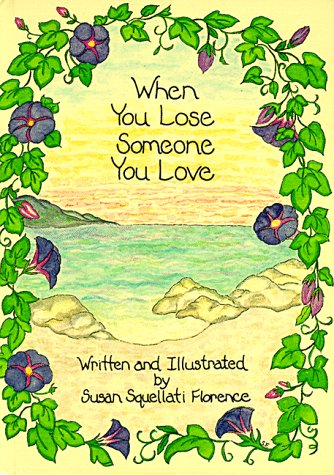 When
You Lose
Someone
You Love
Written and Illustrated
by
Susan Squellati Florence